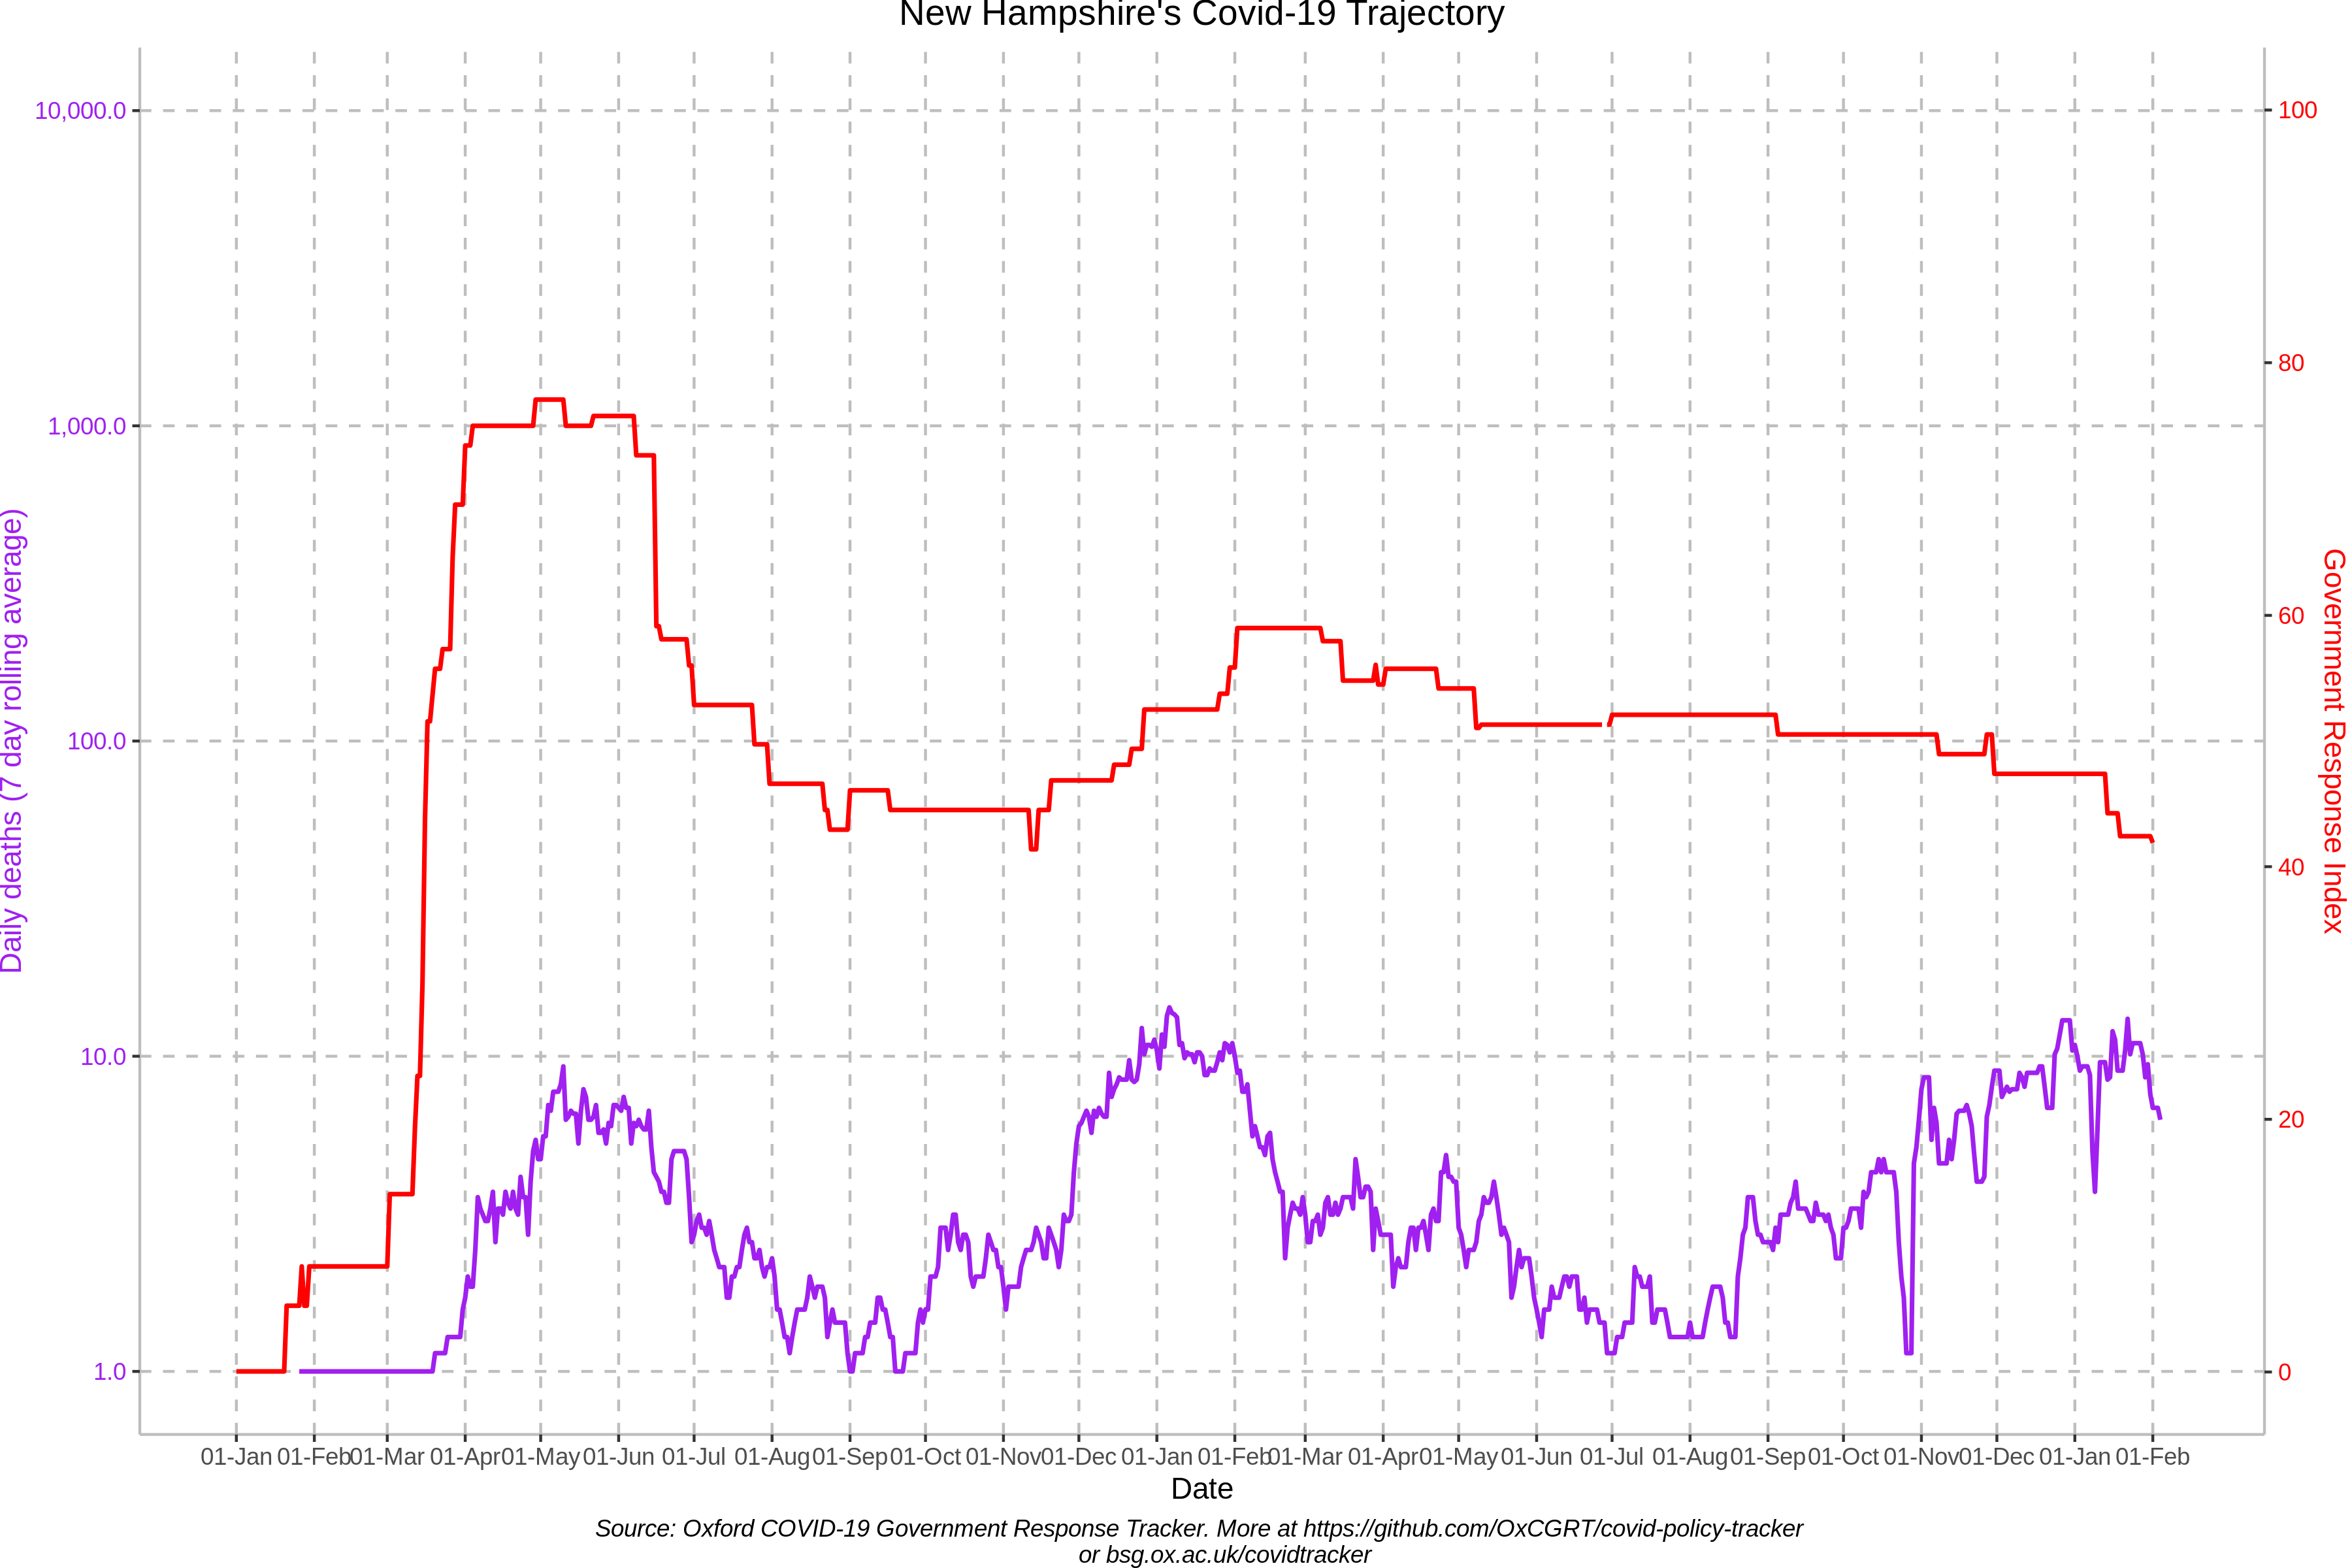 New Hampshire's Covid-19 Trajectory
10,000.0
1,000.0
100.0
10.0
1.0
Daily deaths (7 day rolling average)
100
80
60
40
20
0
Government Response Index
01-Jan 01-Feb 01-Mar 01-Apr 01-May 01-Jun 01-Jul 01-Aug 01-Sep 01-Oct 01-Nov 01-Dec 01-Jan 01-Feb 01-Mar 01-Apr 01-May 01-Jun 01-Jul 01-Aug 01-Sep 01-Oct 01-Nov 01-Dec 01-Jan 01-Feb
Date
Source: Oxford COVID-19 Government Response Tracker. More at https://github.com/OxCGRT/covid-policy-tracker
or bsg.ox.ac.uk/covidtracker